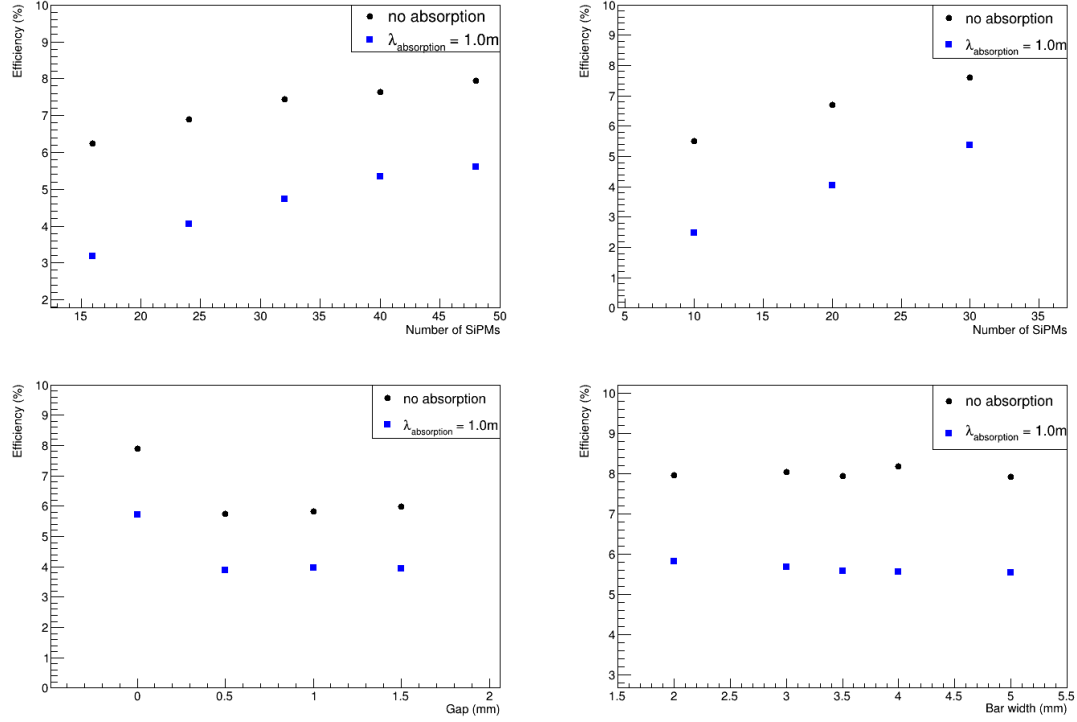 Efficiency (%)
10
9
8
7
6
5
4
3
2
15 20 25 30 35 40 45 50
Number of SiPMs
no absorption
λabsorption = 1.0m
Efficiency (%)
10
9
8
7
6
5
4
3
2
1
0
5 10 15 20 25 30 35
Number of SiPMs
no absorption
λabsorption = 1.0m
Efficiency (%)
10
9
8
7
6
5
4
3
2
1
0
0 0.5 1 1.5 2
Gap (mm)
no absorption
λabsorption = 1.0m
Efficiency (%)
10
9
8
7
6
5
4
3
1.5 2 2.5 3 3.5 4 4.5 5 5.5
Bar width (mm)
no absorption
λabsorption = 1.0m